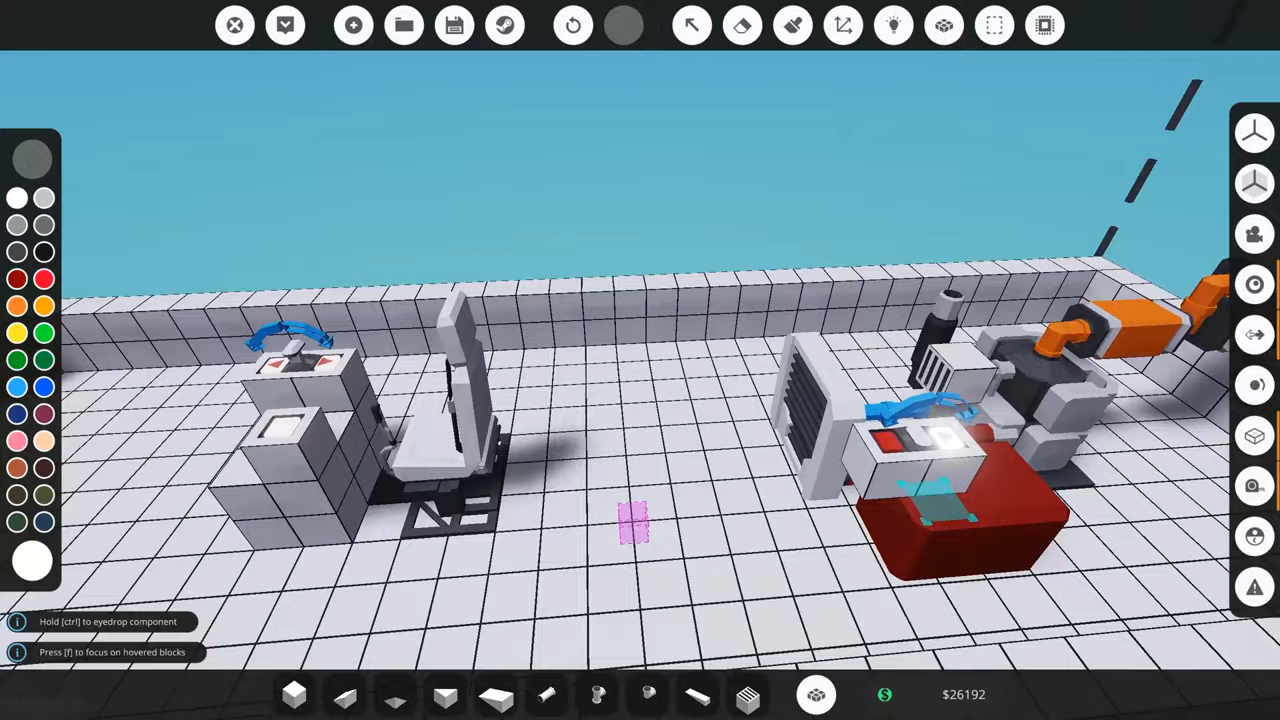 Hold [ctrl] to eyedrop component
Press [f] to focus on hovered blocks
$26192